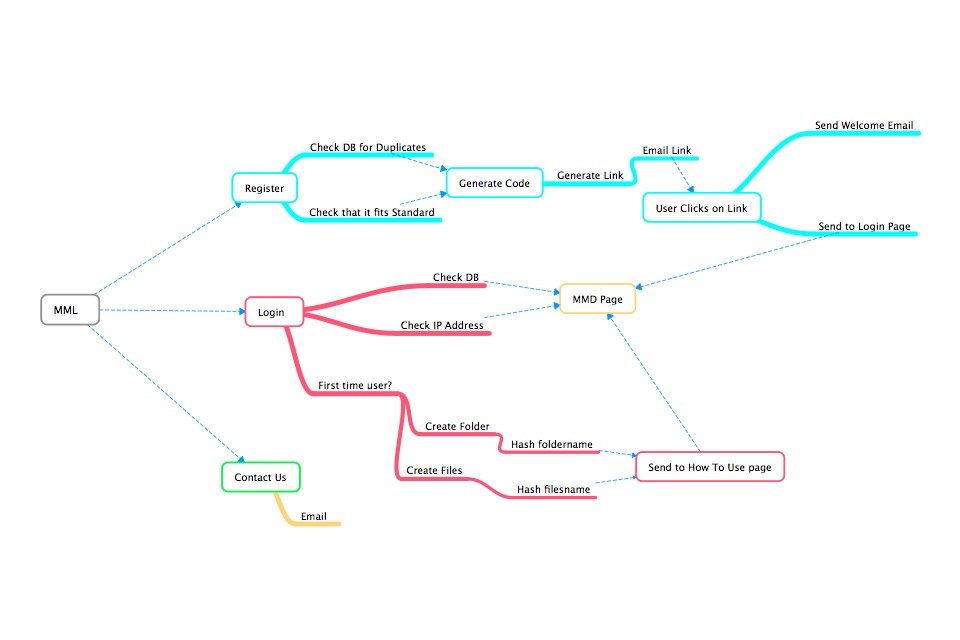 Send Welcome Email
Check DB for Duplicates
Email Link
Generate Link
Generate Code
Register
User Clicks on Link
Check that it fits Standard
Send to Login Page
Check DB
MMD Page
MML
Login
Check IP Address
First time user?
Create Folder
Hash foldername
Create Files
Send to How To Use page
Contact Us
Hash filesname
Email